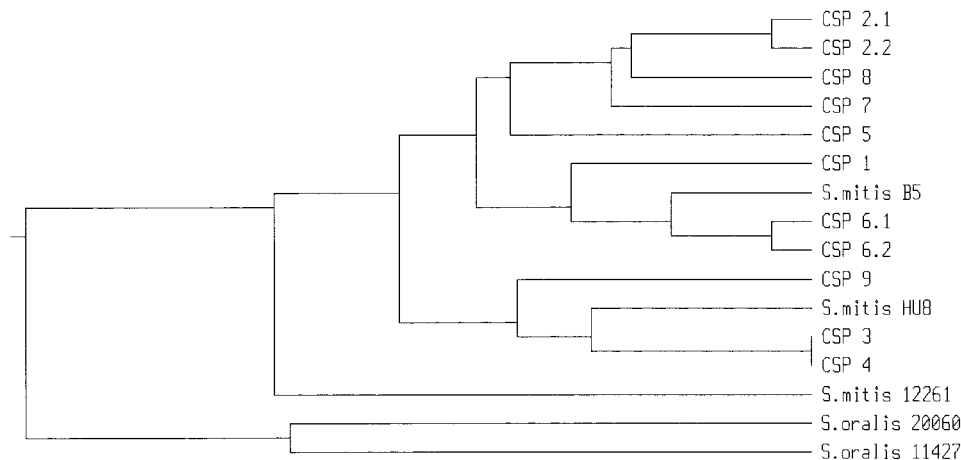 CSP 2.1
CSP 2.2
CSP 8
CSP 7
CSP 5
CSP 1
S.mitis B5
CSP 6.1
CSP 6.2
CSP 9
S.mitis HU8
CSP 3
CSP 4
S.mitis 12261
S.oralis 20060
S.oralis 11427